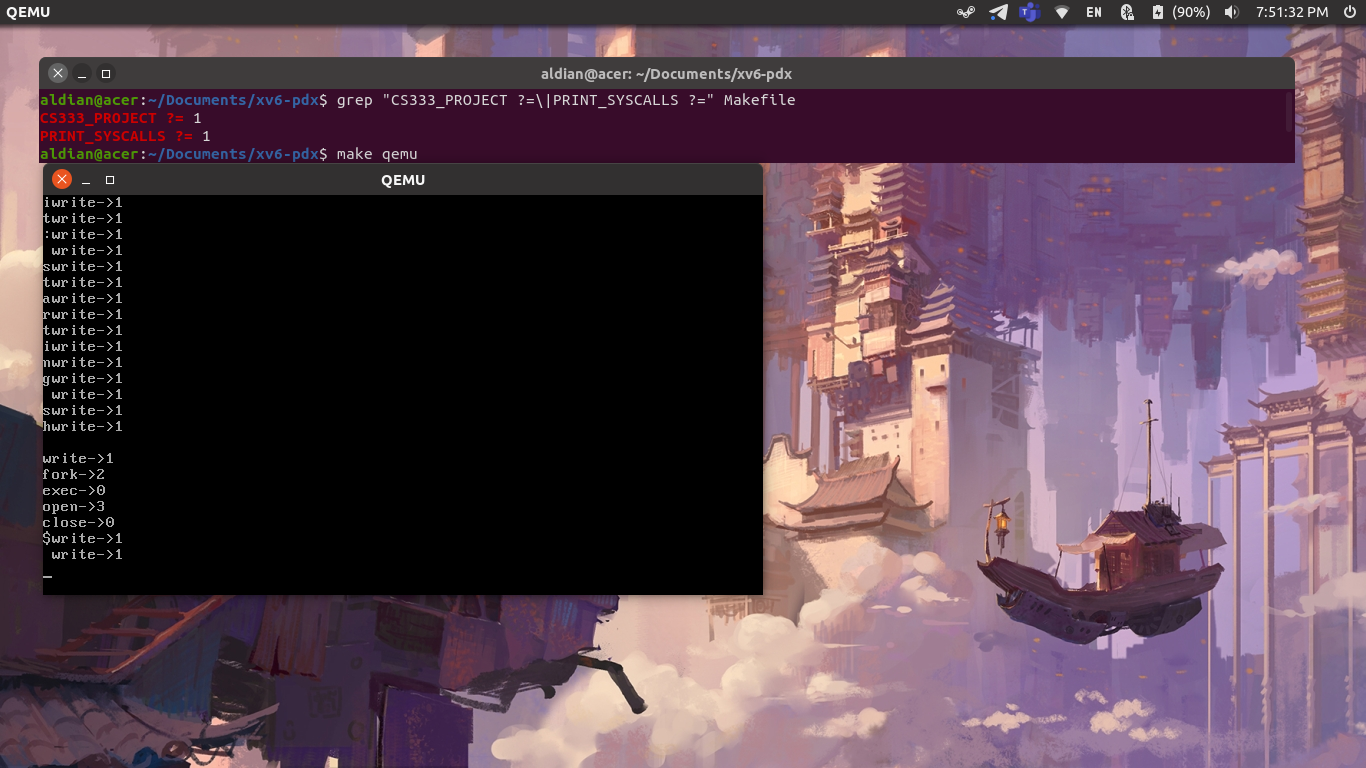 QEMU
EN (90%) 7:51:32 PM
aldian@acer: ~/Documents/xv6-pdx
aldian@acer:~/Documents/xv6-pdx$ grep "CS333_PROJECT ?=\|PRINT_SYSCALLS ?=" Makefile
CS333_PROJECT ?= 1
PRINT_SYSCALLS ?= 1
aldian@acer:~/Documents/xv6-pdx$ make qemu
QEMU
iwrite->1
twrite->1
:write->1
 write->1
swrite->1
twrite->1
awrite->1
rwrite->1
twrite->1
iwrite->1
nwrite->1
gwrite->1
 write->1
swrite->1
hwrite->1
write->1
fork->2
exec->0
open->3
close->0
$write->1
 write->1
_